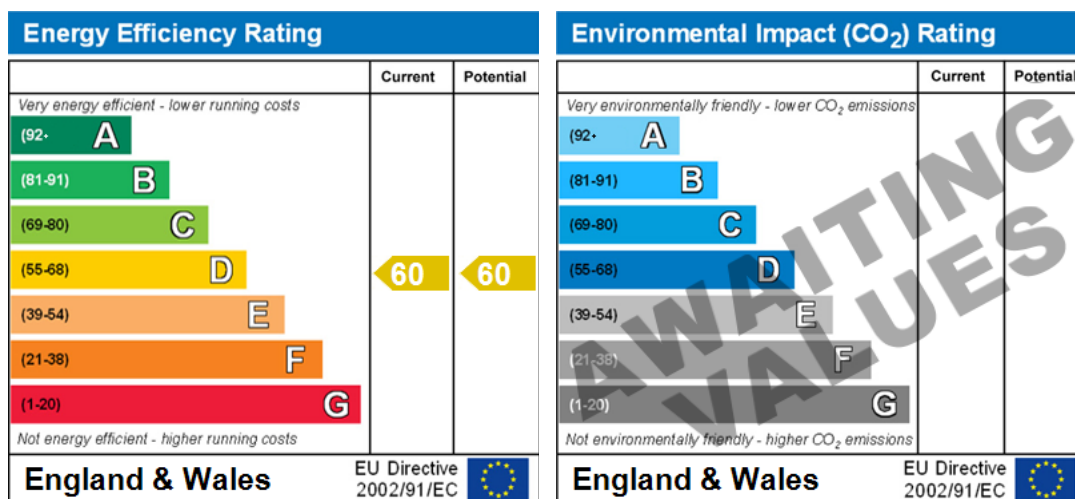 Energy Efficiency Rating
Current Potential
Very energy efficient - lower running costs
(92+ A
(81-91) B
(69-80) C
(55-68) D 60 60
(39-54) E
(21-38) F
(1-20) G
Not energy efficient - higher running costs
England & Wales
EU Directive
2002/91/EC
Environmental Impact (CO₂) Rating
Current Potential
Very environmentally friendly - lower CO₂ emissions
(92+ A
(81-91) B
(69-80) C
(55-68) D
(39-54) E
(21-38) F
(1-20) G
Not environmentally friendly - higher CO₂ emissions
AWAITING
VALUES
England & Wales
EU Directive
2002/91/EC